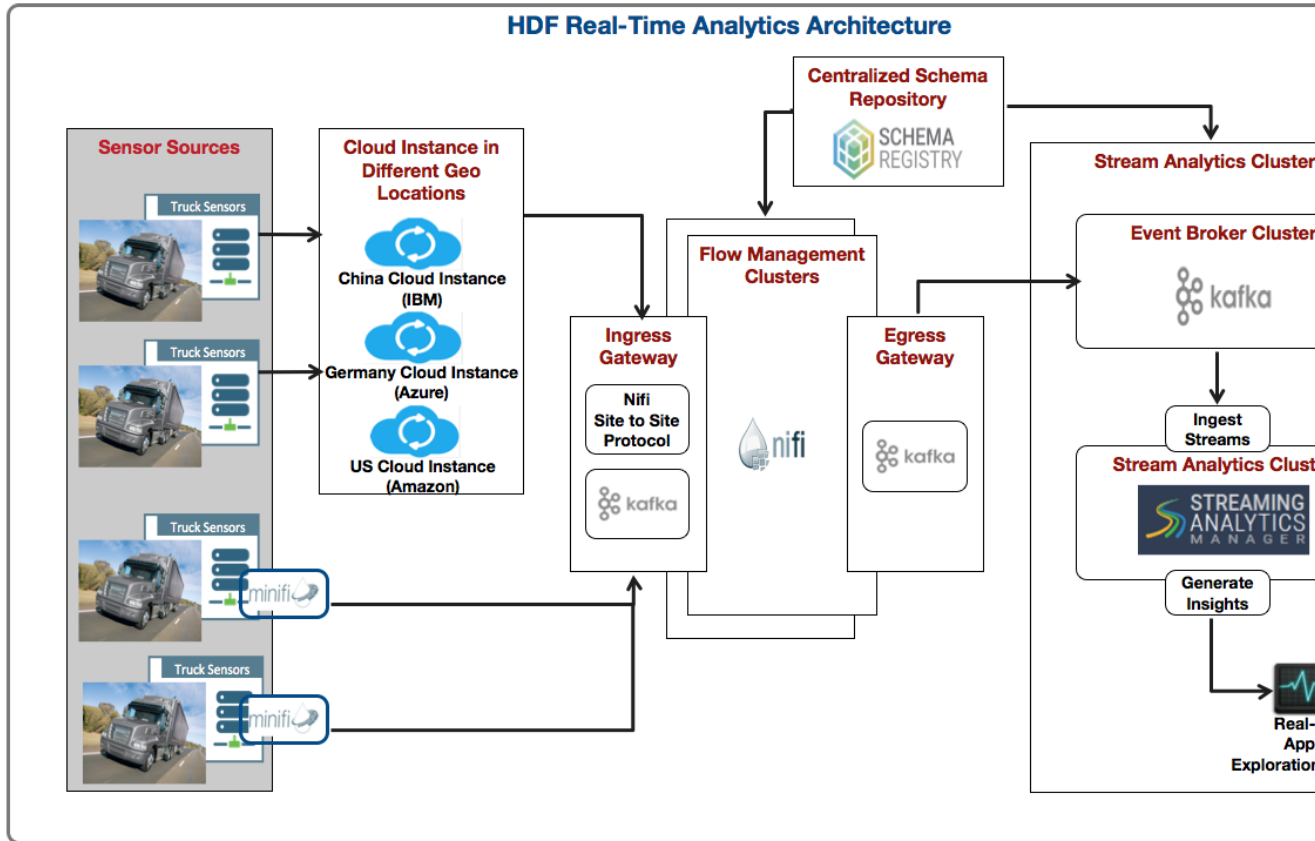 HDF Real-Time Analytics Architecture
Centralized Schema
Repository
SCHEMA
REGISTRY
Sensor Sources
Truck Sensors
Truck Sensors
Truck Sensors
minifi
Truck Sensors
minifi
Cloud Instance in
Different Geo
Locations
China Cloud Instance
(IBM)
Germany Cloud Instance
(Azure)
US Cloud Instance
(Amazon)
Ingress
Gateway
Nifi
Site to Site
Protocol
kafka
Flow Management
Clusters
nifi
Egress
Gateway
kafka
Stream Analytics Cluster
Event Broker Cluster
kafka
Ingest
Streams
Stream Analytics Clust
STREAMING
ANALYTICS
MANAGER
Generate
Insights
Real-
App
Exploration